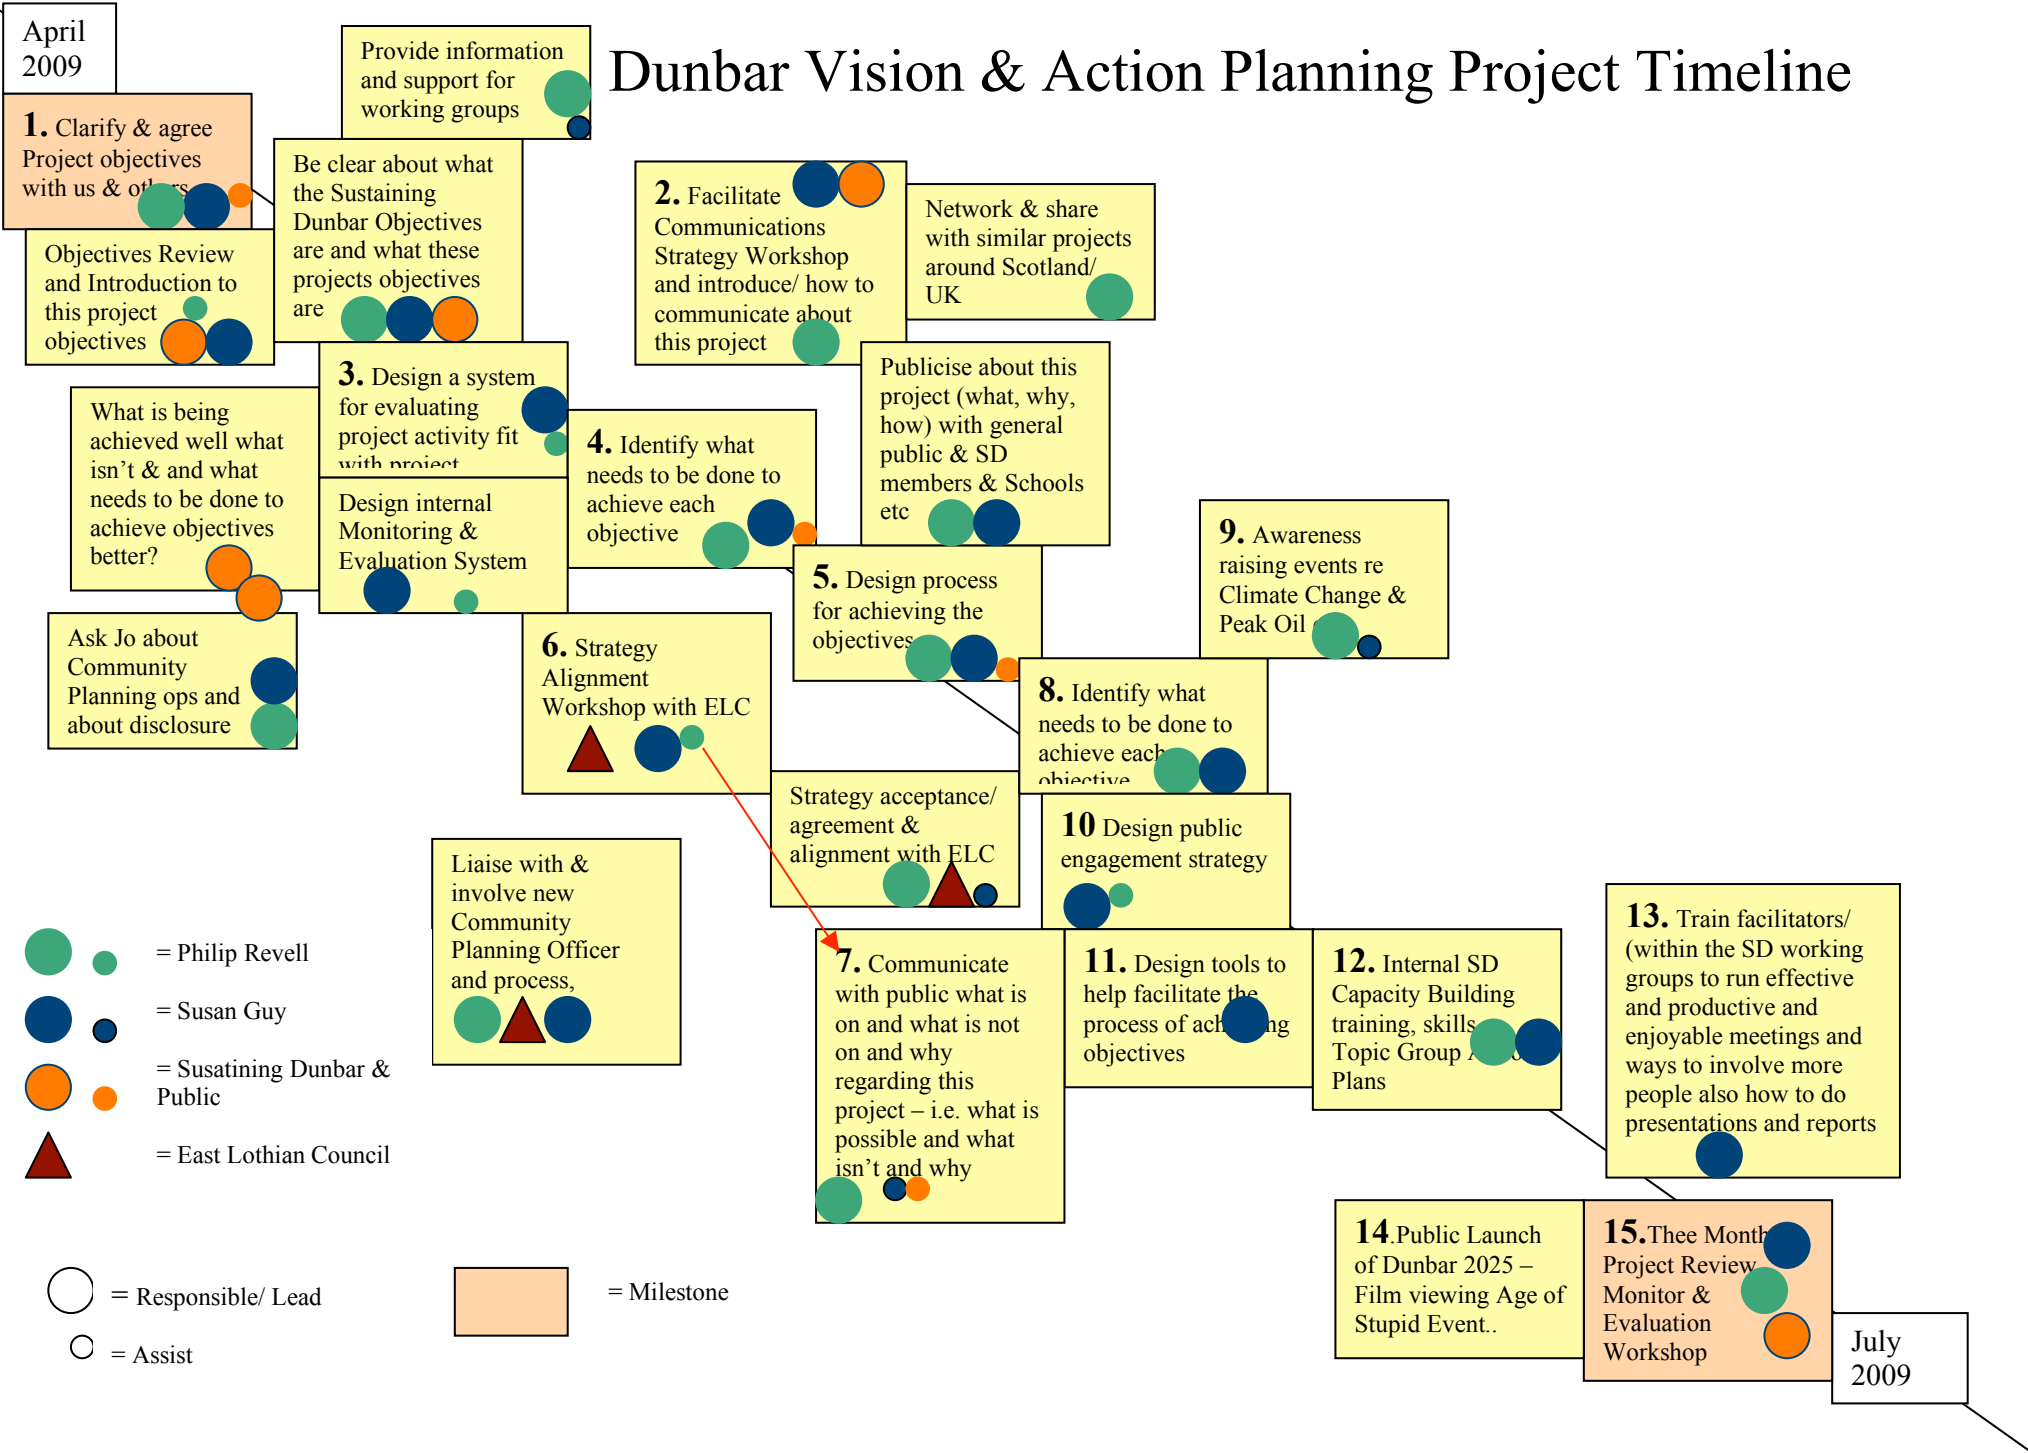 April
2009
Dunbar Vision & Action Planning Project Timeline
Provide information
and support for
working groups
1. Clarify & agree
Project objectives
with us & others
Be clear about what
the Sustaining
Dunbar Objectives
are and what these
projects objectives
are
Objectives Review
and Introduction to
this project
objectives
2. Facilitate
Communications
Strategy Workshop
and introduce/ how to
communicate about
this project
Network & share
with similar projects
around Scotland/
UK
3. Design a system
for evaluating
project activity fit
with project
What is being
achieved well what
isn't & and what
needs to be done to
achieve objectives
better?
Design internal
Monitoring &
Evaluation System
4. Identify what
needs to be done to
achieve each
objective
Publicise about this
project (what, why,
how) with general
public & SD
members & Schools
etc
5. Design process
for achieving the
objectives
9. Awareness
raising events re
Climate Change &
Peak Oil
Ask Jo about
Community
Planning ops and
about disclosure
6. Strategy
Alignment
Workshop with ELC
8. Identify what
needs to be done to
achieve each
objective
Strategy acceptance/
agreement &
alignment with ELC
10 Design public
engagement strategy
Liaise with &
involve new
Community
Planning Officer
and process,
7. Communicate
with public what is
on and what is not
on and why
regarding this
project – i.e. what is
possible and what
isn't and why
11. Design tools to
help facilitate the
process of achieving
objectives
12. Internal SD
Capacity Building
training, skills
Topic Group
Plans
13. Train facilitators/
(within the SD working
groups to run effective
and productive and
enjoyable meetings and
ways to involve more
people also how to do
presentations and reports
14.Public Launch
of Dunbar 2025 –
Film viewing Age of
Stupid Event..
15.Thee Month
Project Review
Monitor &
Evaluation
Workshop
July
2009
= Philip Revell
= Susan Guy
= Susatining Dunbar &
Public
= East Lothian Council
= Responsible/ Lead
= Assist
= Milestone